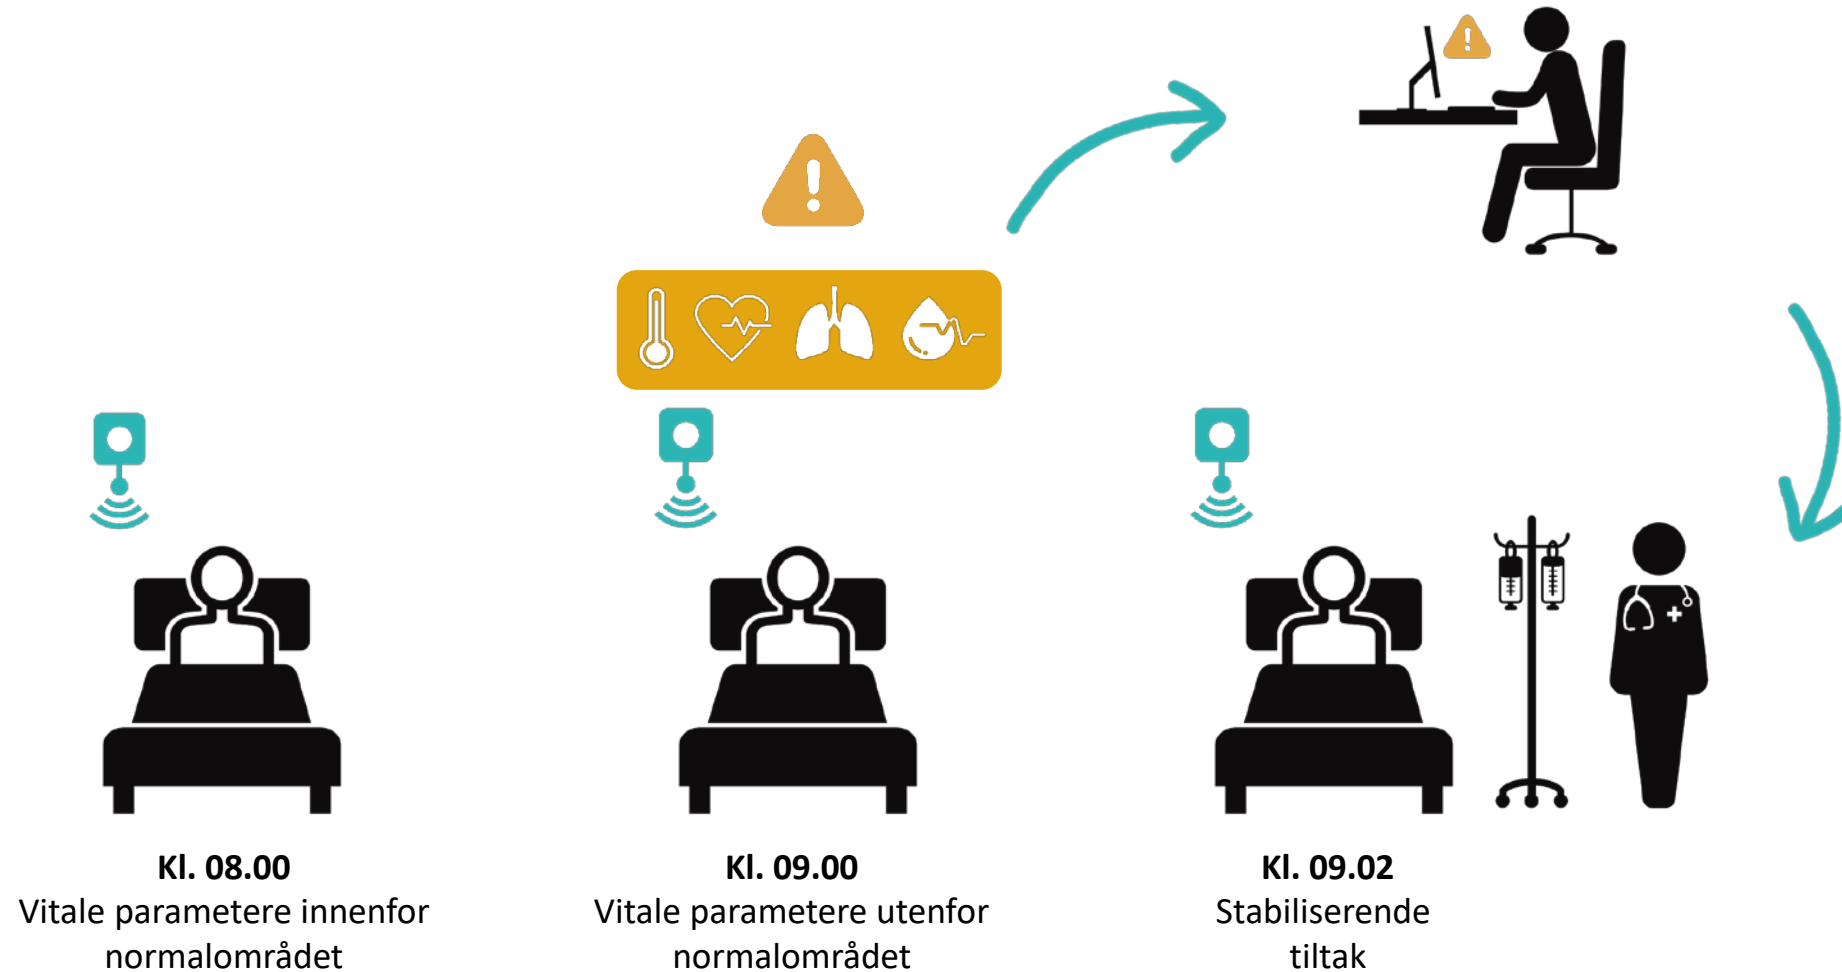 Kl. 08.00
Vitale parametere innenfor
normalområdet
Kl. 09.00
Vitale parametere utenfor
normalområdet
Kl. 09.02
Stabiliserende
tiltak